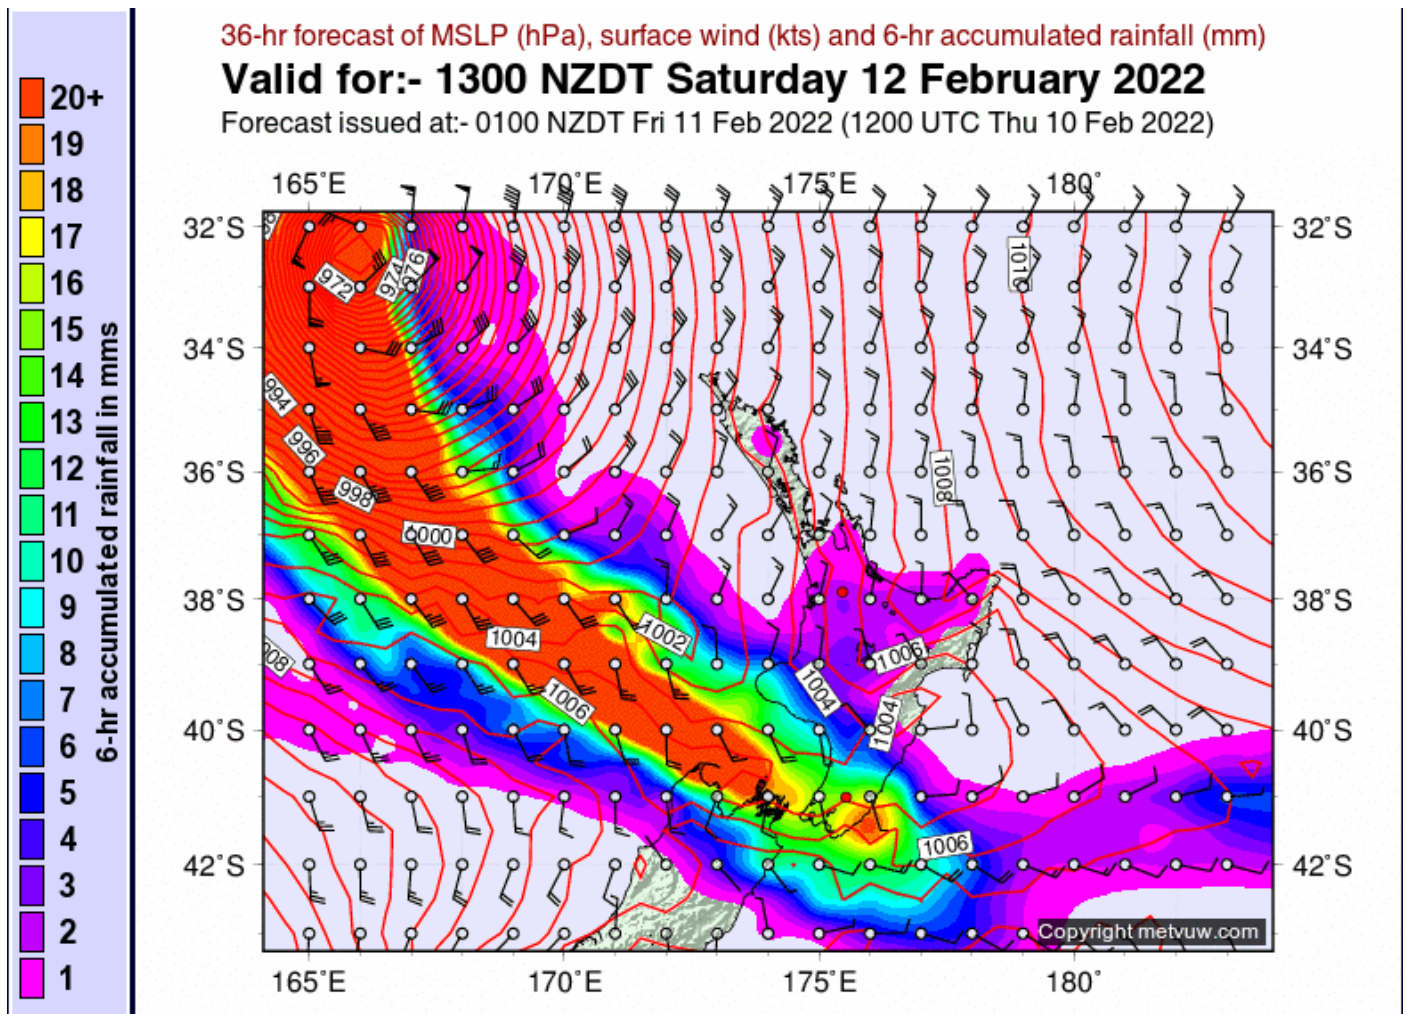 36-hr forecast of MSLP (hPa), surface wind (kts) and 6-hr accumulated rainfall (mm)
Valid for:- 1300 NZDT Saturday 12 February 2022
Forecast issued at:- 0100 NZDT Fri 11 Feb 2022 (1200 UTC Thu 10 Feb 2022)
20+
19
18
17
16
15
14
13
12
11
10
9
8
7
6
5
4
3
2
1
6-hr accumulated rainfall in mms
165°E 170°E 175°E 180°
32°S 32°S
34°S 34°S
36°S 36°S
38°S 38°S
40°S 40°S
42°S 42°S
972
974
976
1010
994
996
998
1000
1008
1002
1004
1006
1004
1006
1004
1006
Copyright metvuw.com
165°E 170°E 175°E 180°